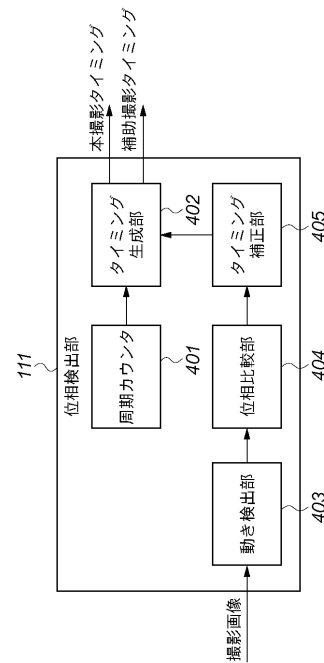 111
位相検出部
周期カウンタ
401
タイミング
生成部
402
本撮影タイミング
補助撮影タイミング
撮影画像
動き検出部
403
位相比較部
404
タイミング
補正部
405